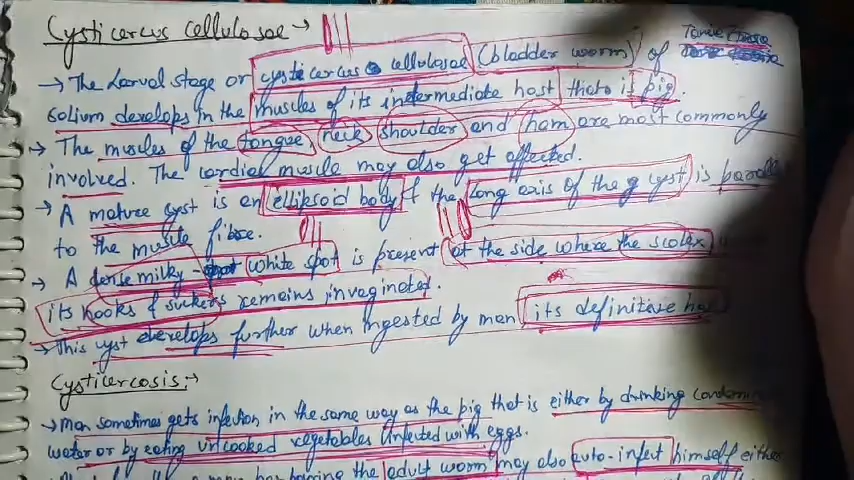 Cysticercus cellulosae →
→ The Larval stage or cysticercus cellulosae (bladder worm) of Tania
solium develops in the muscles of its intermediate host that is pig.
→ The muscles of the tongue, neck, shoulder and ham are most commonly
involved. The cardiac muscle may also get affected.
→ A mature cyst is an ellipsoid body & the long axis of the cyst is
to the muscle fibre.
→ A dense milky - white spot is present at the side where the scolex,
its hooks & suckers remains invaginated.
→ This cyst develops further when ingested by man its definitive
Cysticercosis :→
→ Man sometimes gets infection in the same way as the pig that is either by drinking
water or by eating uncooked vegetables infected with eggs.
the adult worm may also auto-infect himself either